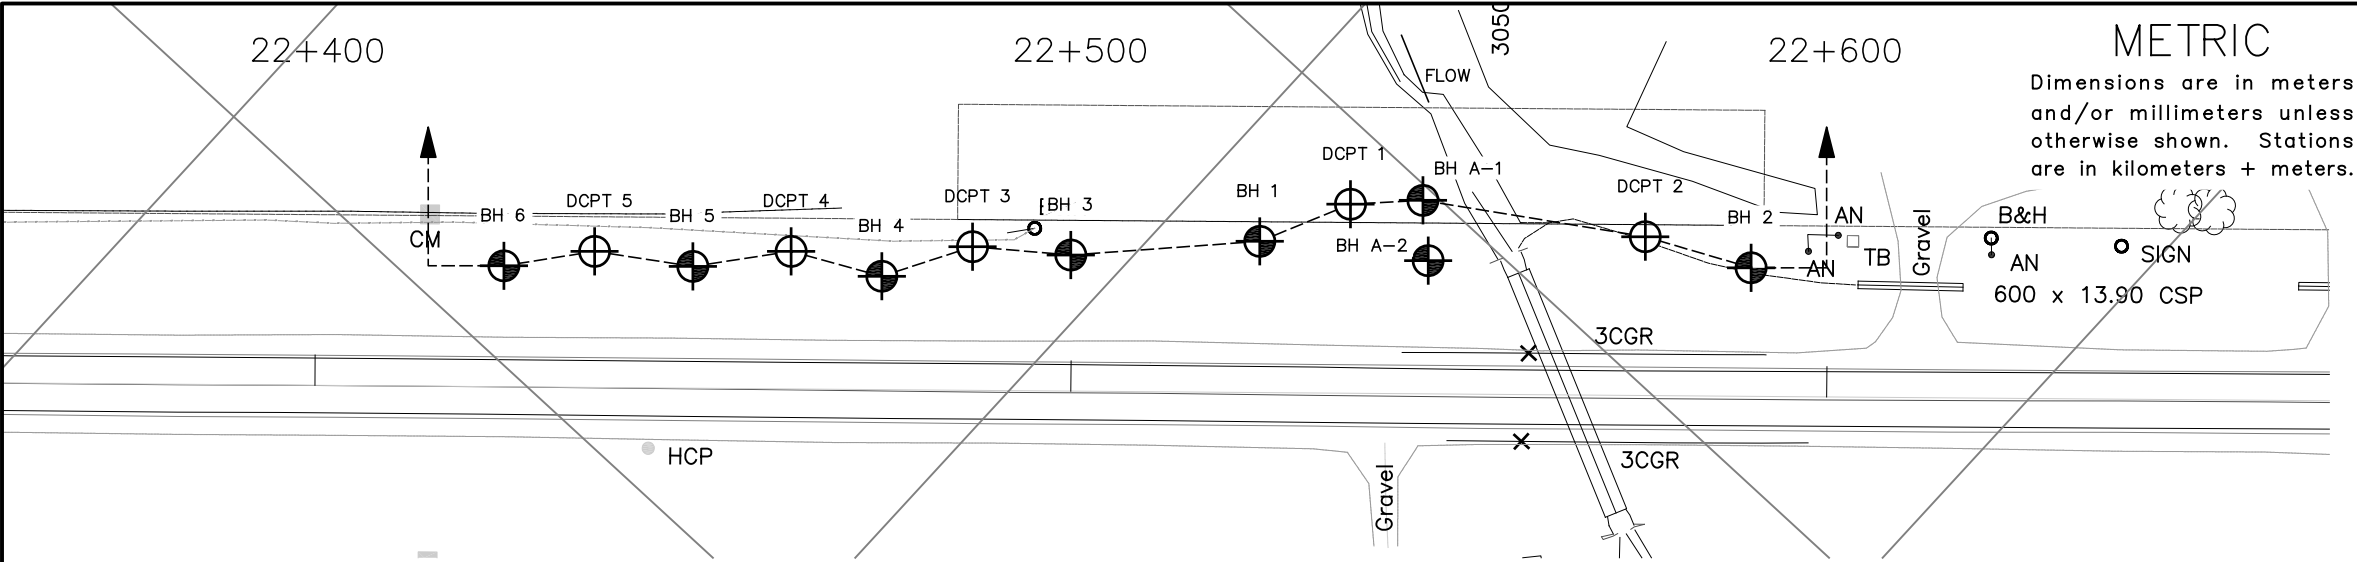 22+400
22+500
22+600
3050
METRIC
Dimensions are in meters
and/or millimeters unless
otherwise shown. Stations
are in kilometers + meters.
FLOW
DCPT 1
BH A-1
DCPT 2
BH 6
DCPT 5
BH 5
DCPT 4
BH 4
DCPT 3
BH 3
BH 1
BH A-2
BH 2
CM
AN
AN
TB
Gravel
B&H
AN
SIGN
600 x 13.90 CSP
3CGR
HCP
Gravel
3CGR